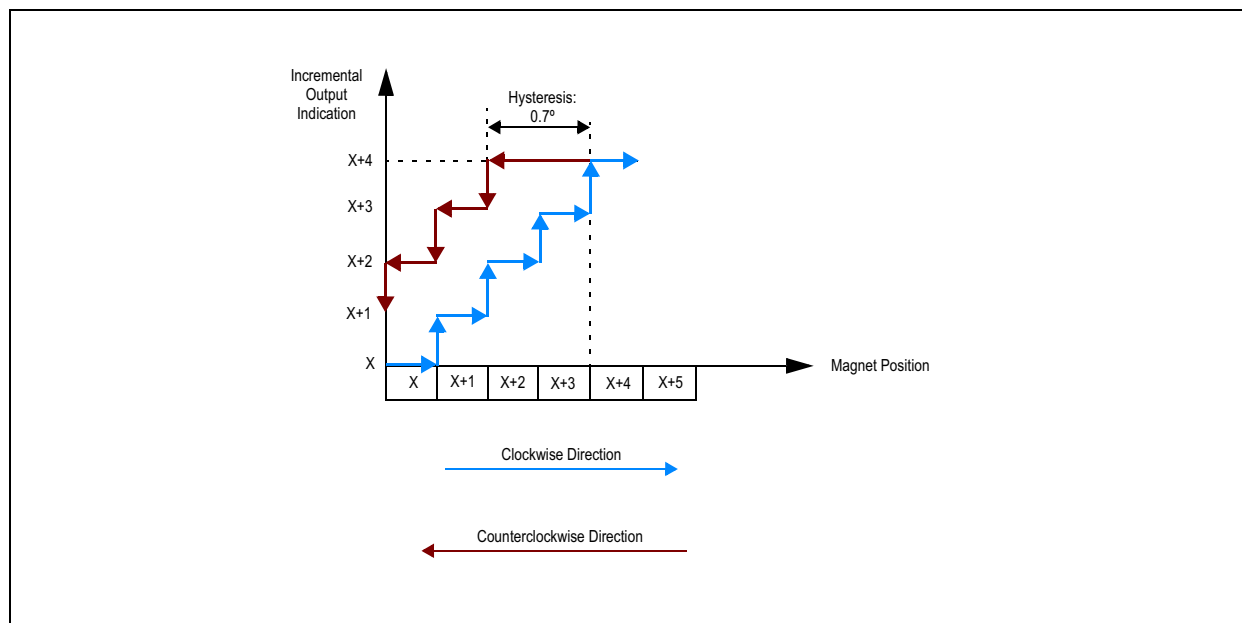 Incremental
Output
Indication
Hysteresis:
0.7º
X+4
X+3
X+2
X+1
X
X X+1 X+2 X+3 X+4 X+5
Magnet Position
Clockwise Direction
Counterclockwise Direction